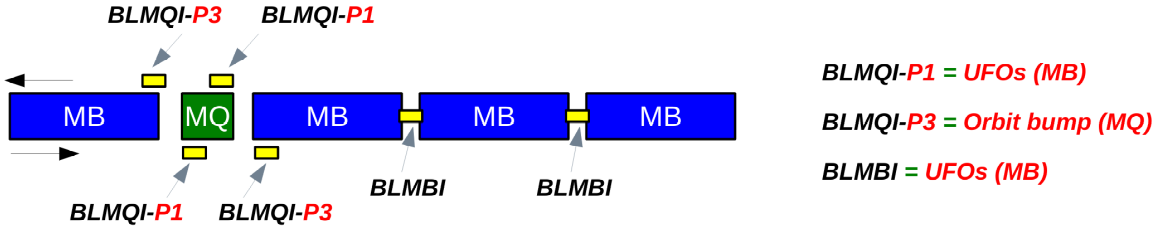 BLMQI-P3 BLMQI-P1
MB MQ MB MB MB
BLMBI BLMBI
BLMQI-P1 BLMQI-P3
BLMQI-P1 = UFOs (MB)
BLMQI-P3 = Orbit bump (MQ)
BLMBI = UFOs (MB)